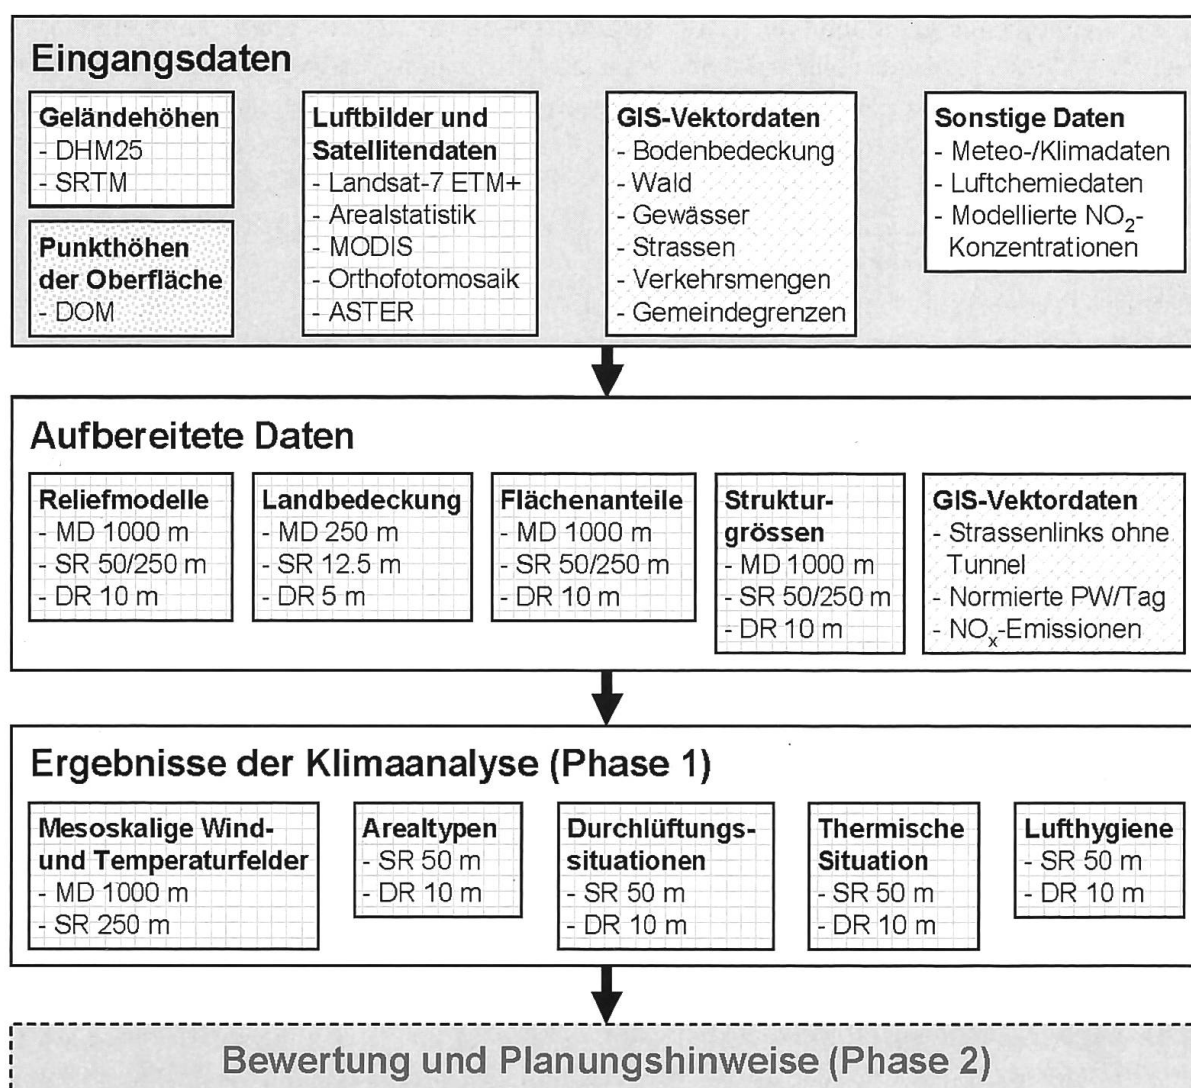 Eingangsdaten
Geländehöhen
- DHM25
- SRTM
Punkthöhen
der Oberfläche
- DOM
Luftbilder und
Satellitendaten
- Landsat-7 ETM+
- Arealstatistik
- MODIS
- Orthofotomosaik
- ASTER
GIS-Vektordaten
- Bodenbedeckung
- Wald
- Gewässer
- Strassen
- Verkehrsmengen
- Gemeindegrenzen
Sonstige Daten
- Meteo-/Klimadaten
- Luftchemiedaten
- Modellierte NO₂-
Konzentrationen
Aufbereitete Daten
Reliefmodelle
- MD 1000 m
- SR 50/250 m
- DR 10 m
Landbedeckung
- MD 250 m
- SR 12.5 m
- DR 5 m
Flächenanteile
- MD 1000 m
- SR 50/250 m
- DR 10 m
Struktur-
grössen
- MD 1000 m
- SR 50/250 m
- DR 10 m
GIS-Vektordaten
- Strassenlinks ohne
Tunnel
- Normierte PW/Tag
- NOₓ-Emissionen
Ergebnisse der Klimaanalyse (Phase 1)
Mesoskalige Wind-
und Temperaturfelder
- MD 1000 m
- SR 250 m
Arealtypen
- SR 50 m
- DR 10 m
Durchlüftungs-
situationen
- SR 50 m
- DR 10 m
Thermische
Situation
- SR 50 m
- DR 10 m
Lufthygiene
- SR 50 m
- DR 10 m
Bewertung und Planungshinweise (Phase 2)